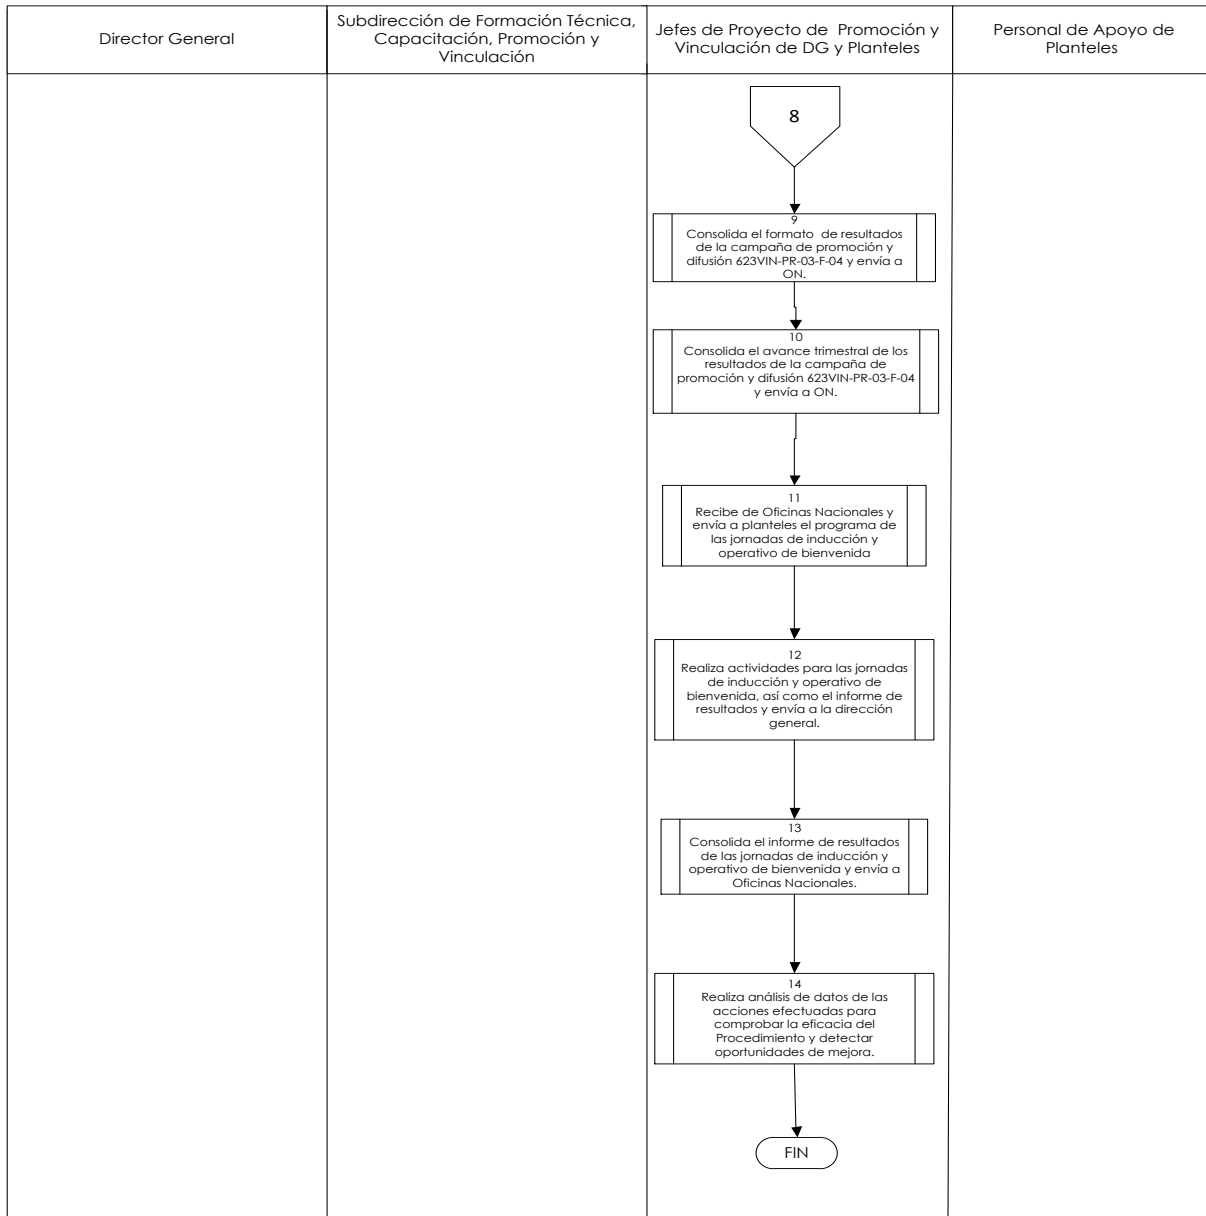 Director General
Subdirección de Formación Técnica,
Capacitación, Promoción y
Vinculación
Jefes de Proyecto de Promoción y
Vinculación de DG y Planteles
Personal de Apoyo de
Planteles
8
9
Consolida el formato de resultados
de la campaña de promoción y
difusión 623VIN-PR-03-F-04 y envía a
ON.
10
Consolida el avance trimestral de los
resultados de la campaña de
promoción y difusión 623VIN-PR-03-F-04
y envía a ON.
11
Recibe de Oficinas Nacionales y
envía a planteles el programa de
las jornadas de inducción y
operativo de bienvenida
12
Realiza actividades para las jornadas
de inducción y operativo de
bienvenida, así como el informe de
resultados y envía a la dirección
general.
13
Consolida el informe de resultados
de las jornadas de inducción y
operativo de bienvenida y envía a
Oficinas Nacionales.
14
Realiza análisis de datos de las
acciones efectuadas para
comprobar la eficacia del
Procedimiento y detectar
oportunidades de mejora.
FIN